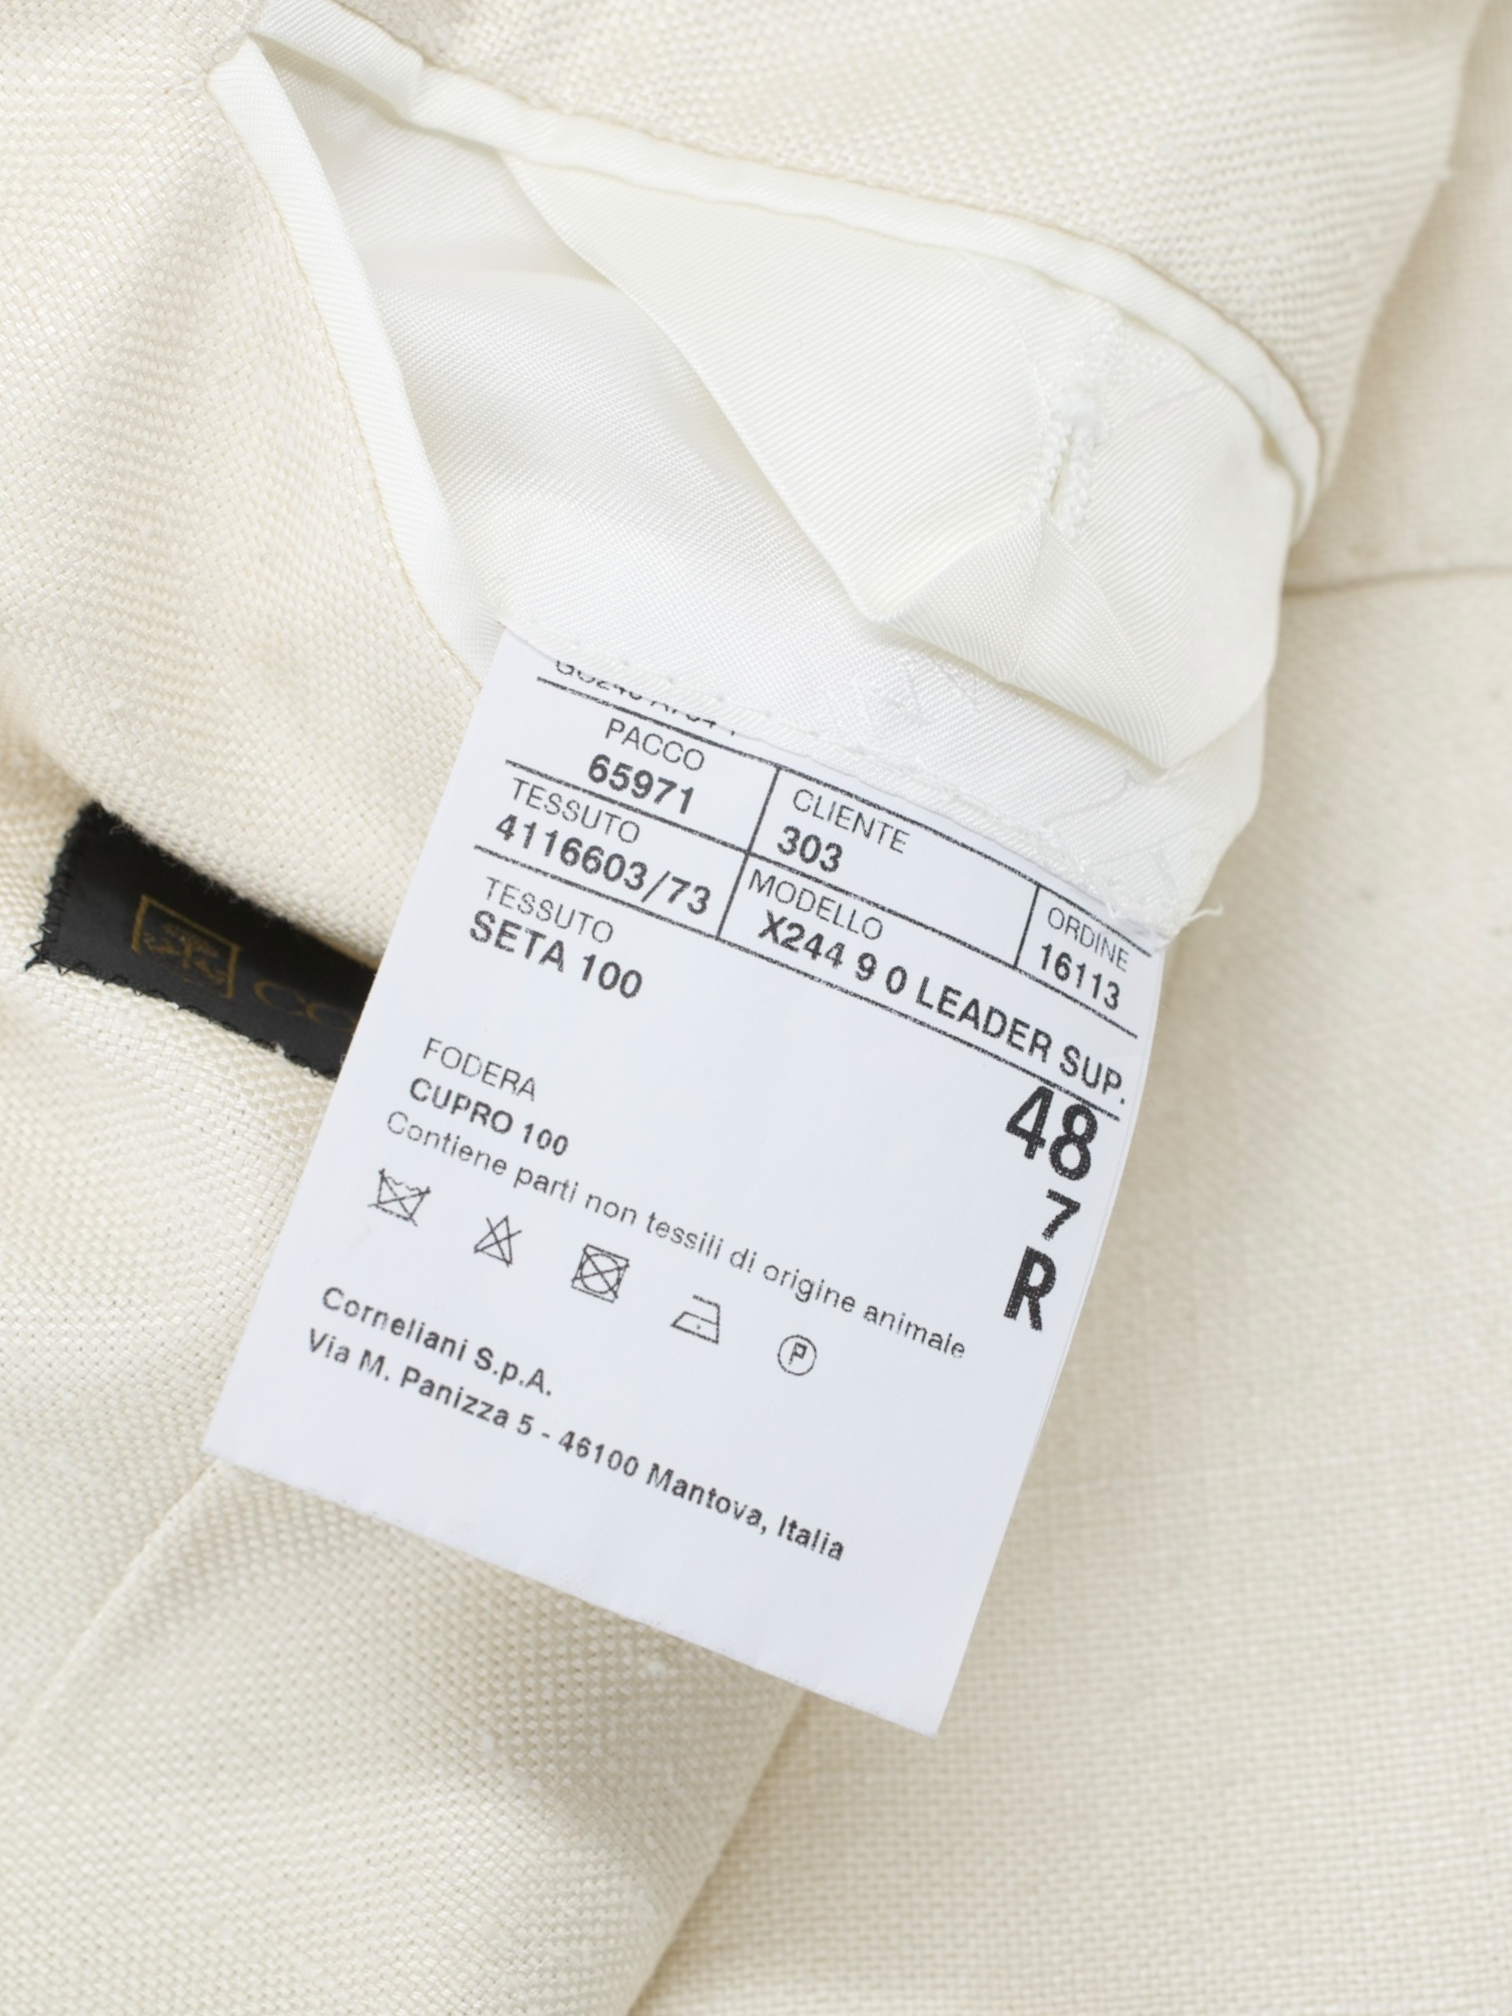 PACCO
65971
CLIENTE
303
ORDINE
16113
TESSUTO
4116603/73
MODELLO
X244 9 0 LEADER SUP.
TESSUTO
SETA 100
48
7
R
FODERA
CUPRO 100
Contiene parti non tessili di origine animale
P
Corneliani S.p.A.
Via M. Panizza 5 - 46100 Mantova, Italia